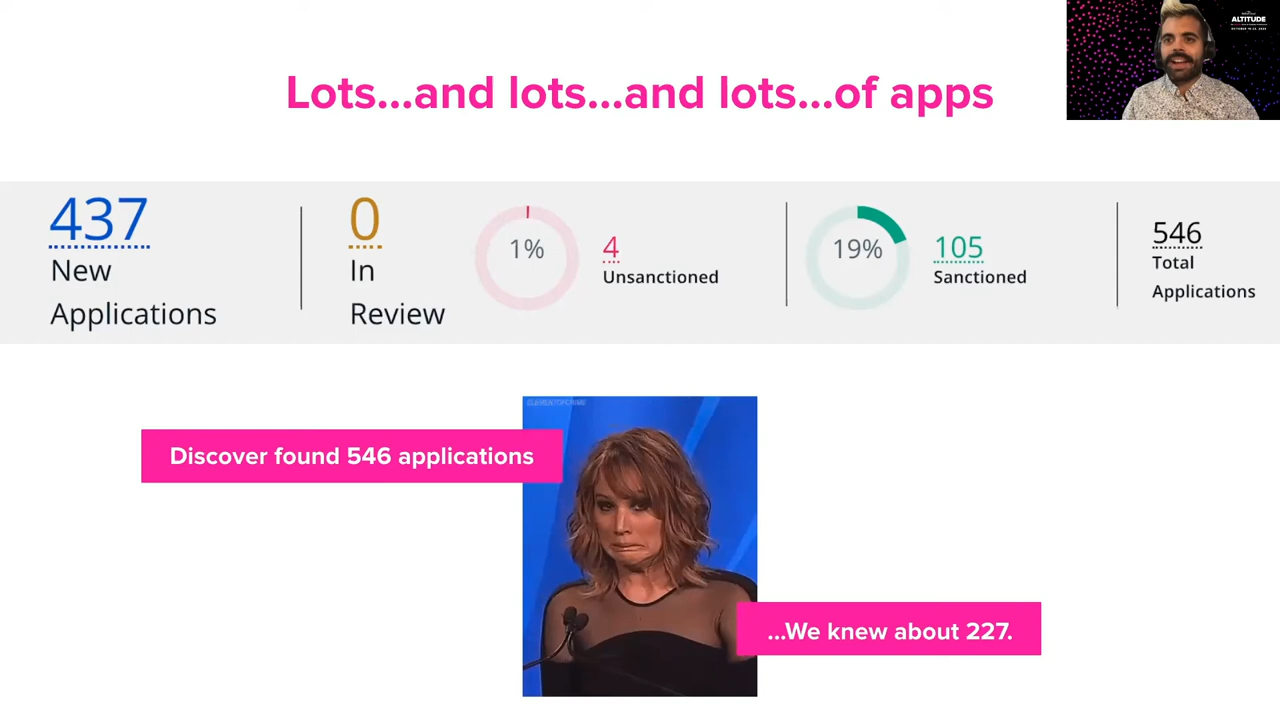 ALTITUDE
Lots...and lots...and lots...of apps
437
New
Applications
0
In
Review
1%
4
Unsanctioned
19%
105
Sanctioned
546
Total
Applications
Discover found 546 applications
...We knew about 227.